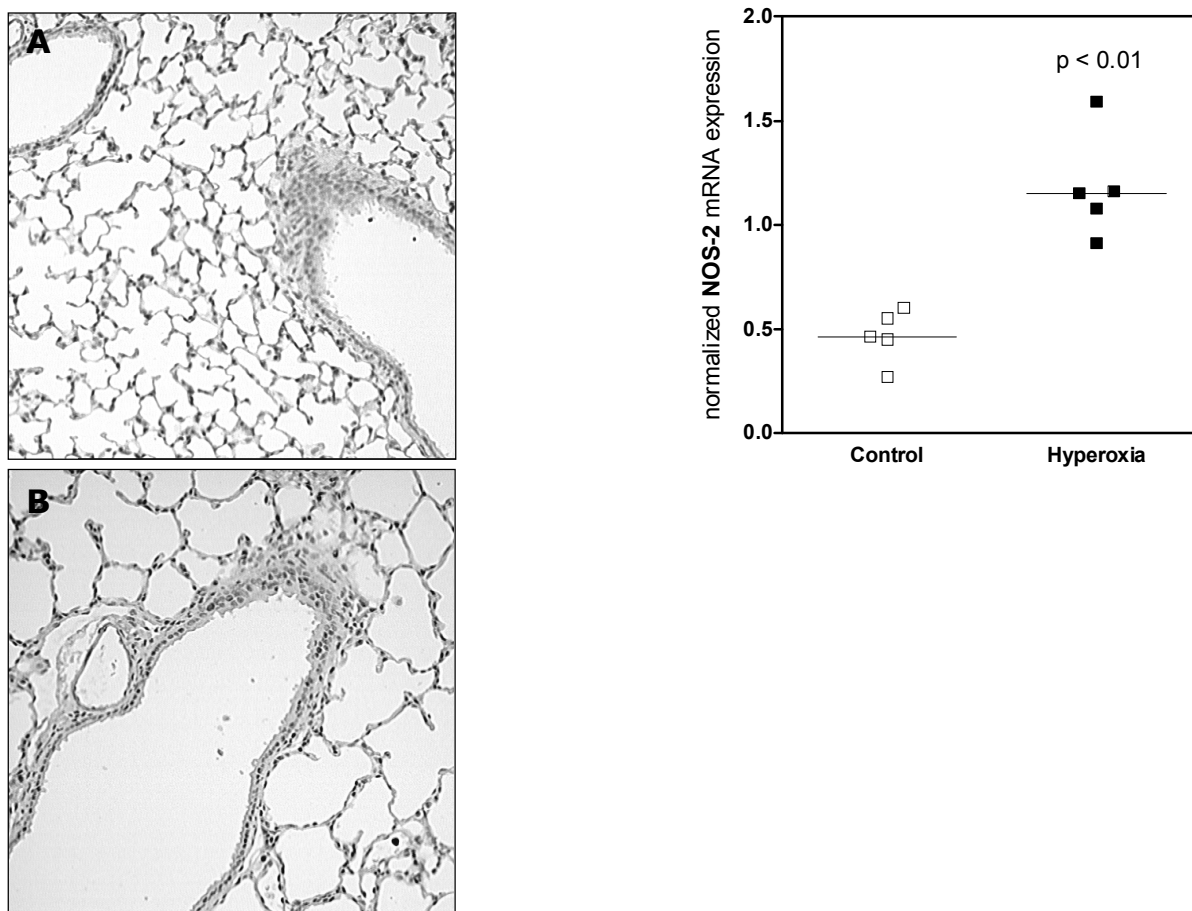 A
B
normalized NOS-2 mRNA expression
2.0
1.5
1.0
0.5
0.0
p < 0.01
Control
Hyperoxia